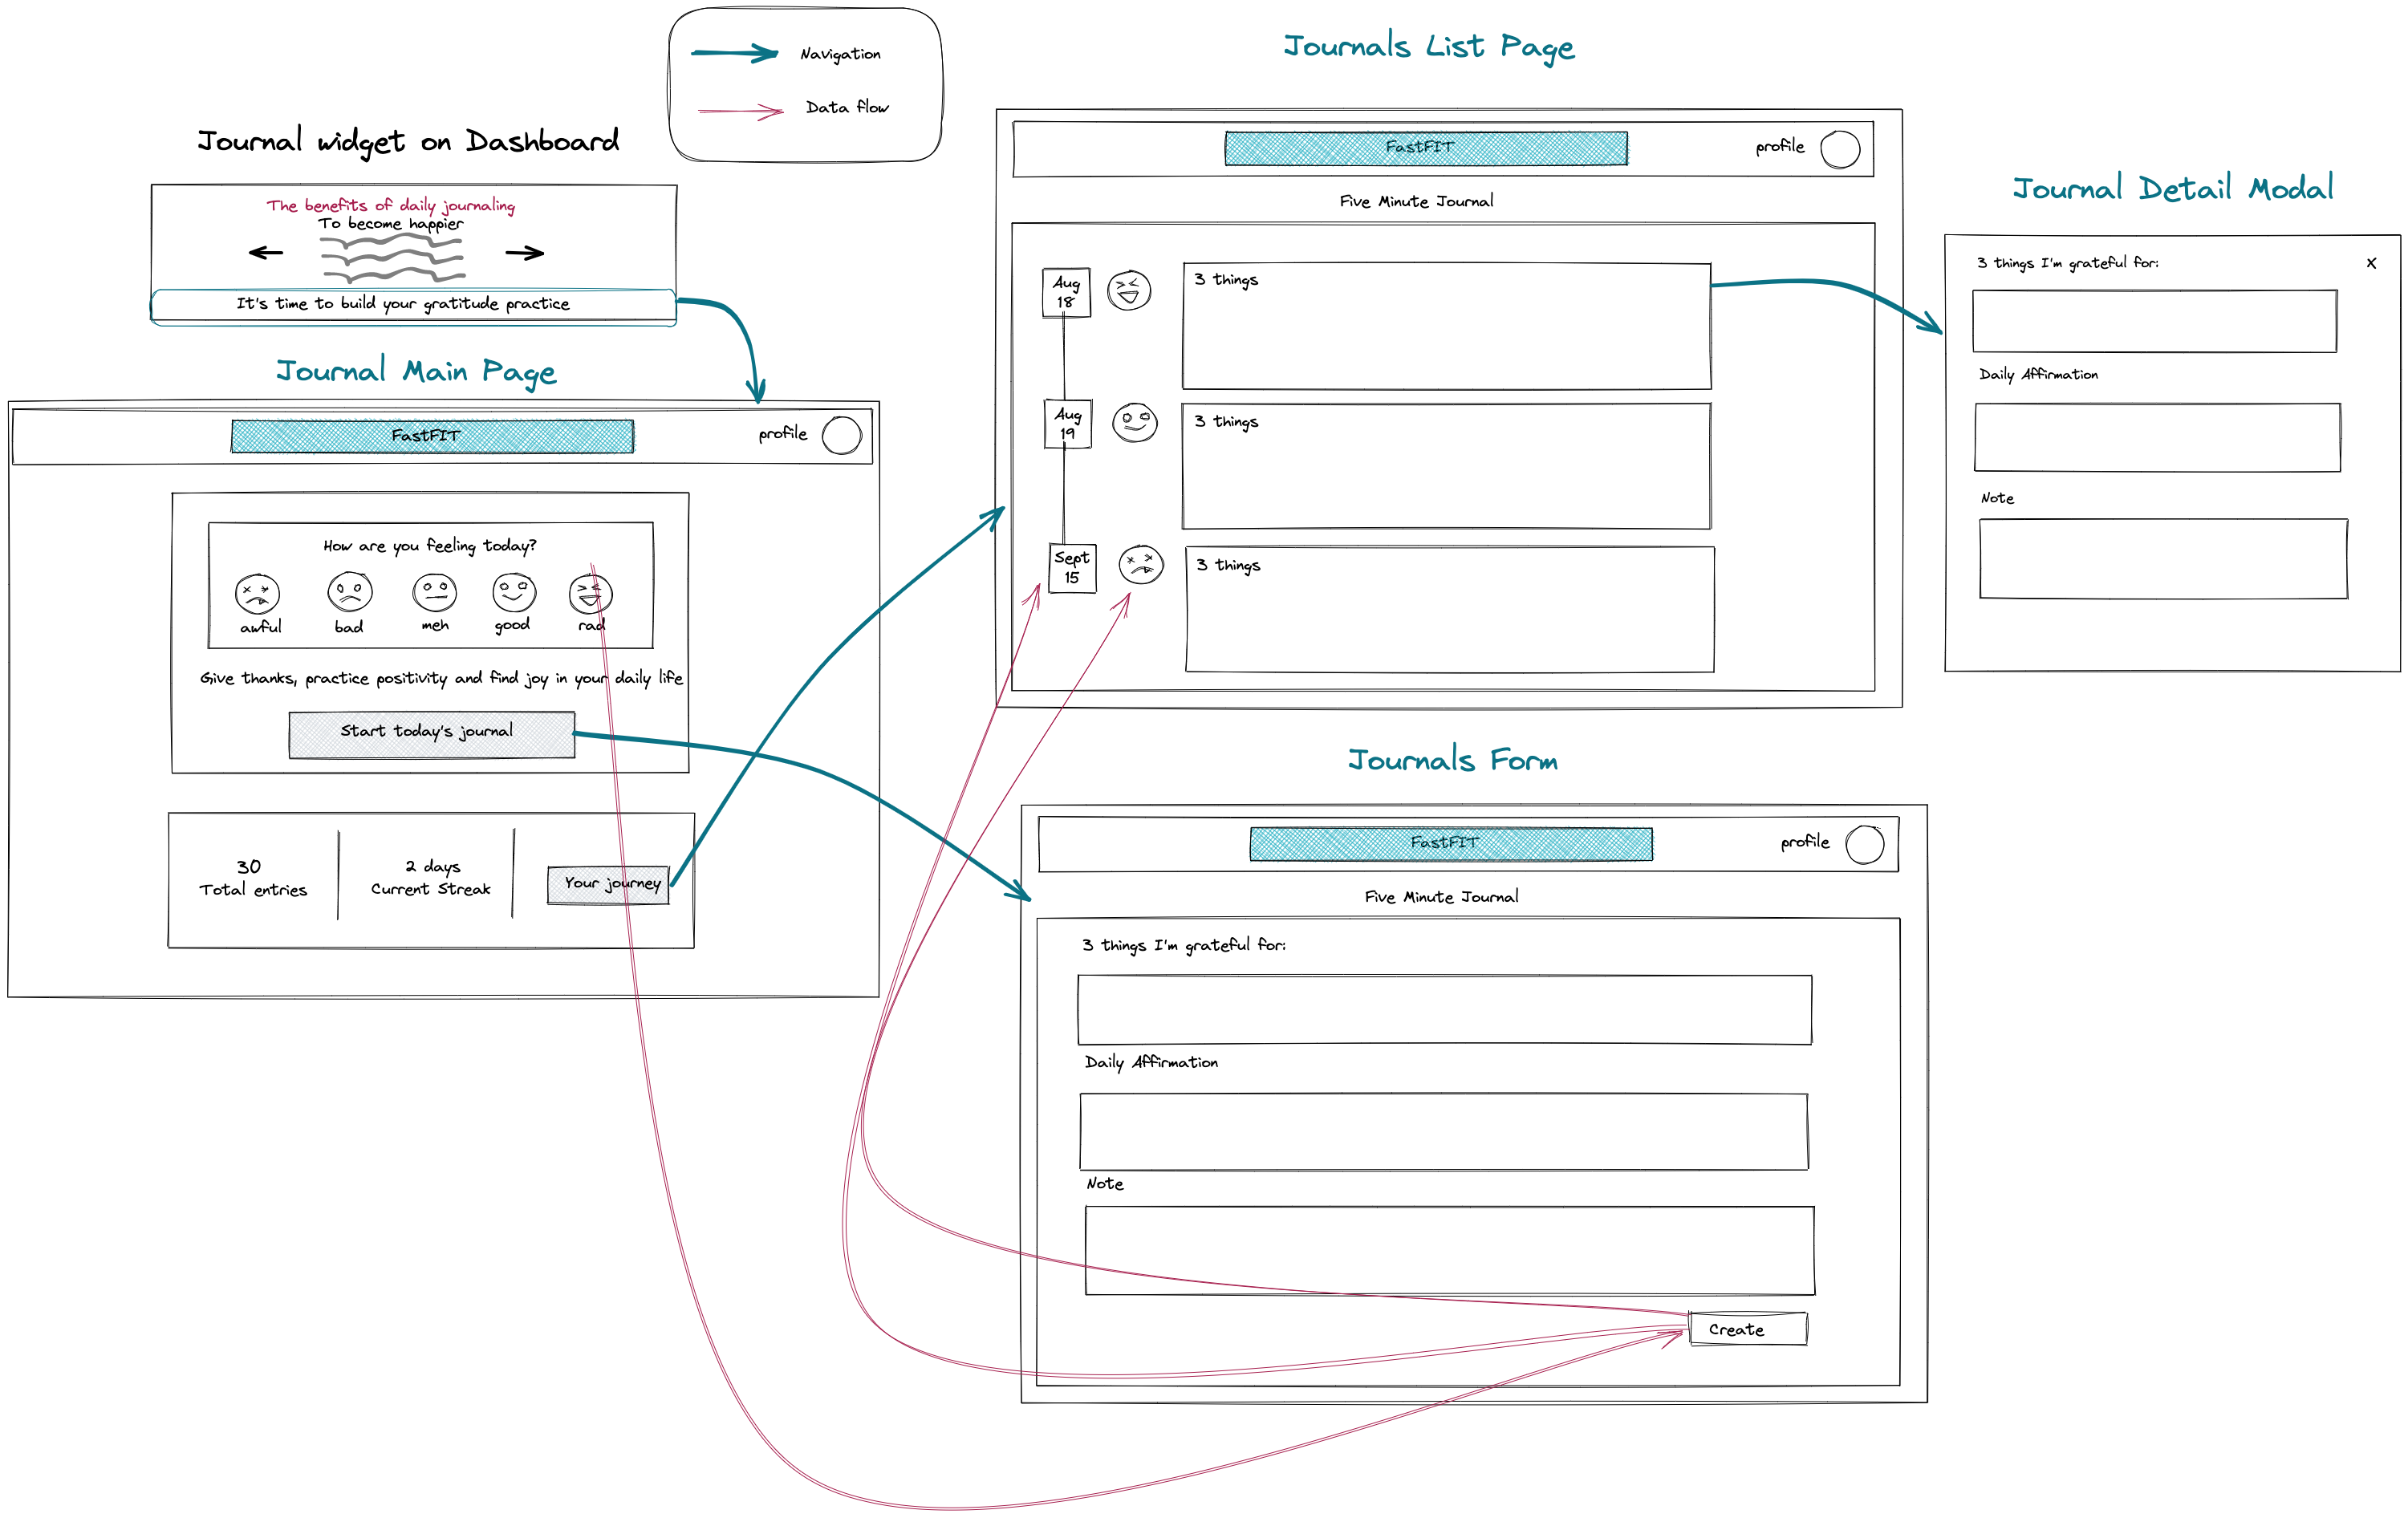 Navigation
Data flow
Journal widget on Dashboard
The benefits of daily journaling
To become happier
It's time to build your gratitude practice
Journal Main Page
FastFIT
profile
How are you feeling today?
awful
bad
meh
good
rad
Give thanks, practice positivity and find joy in your daily life
Start today's journal
30
Total entries
2 days
Current Streak
Your journey
Journals List Page
FastFIT
profile
Five Minute Journal
Aug
18
3 things
Aug
19
3 things
Sept
15
3 things
Journal Detail Modal
3 things I'm grateful for:
X
Daily Affirmation
Note
Journals Form
FastFIT
profile
Five Minute Journal
3 things I'm grateful for:
Daily Affirmation
Note
Create